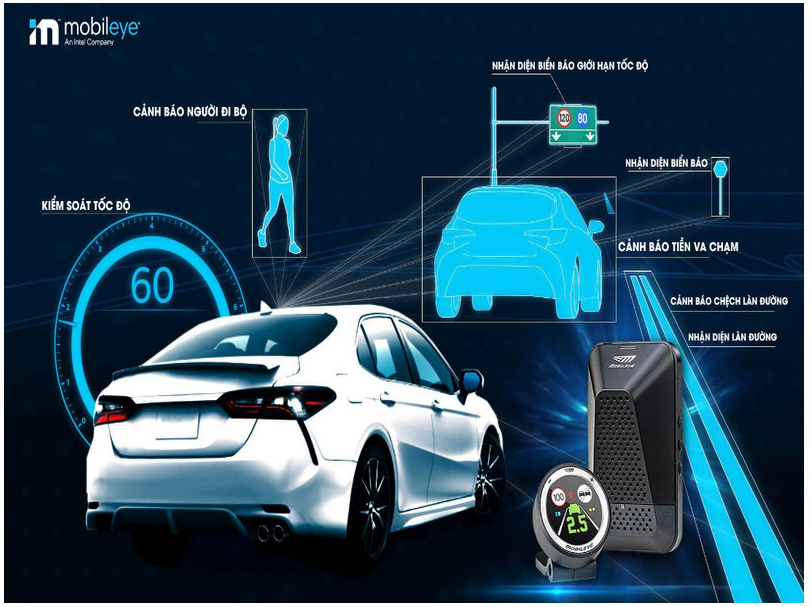 mobileye
An Intel Company
NHẬN DIỆN BIỂN BÁO GIỚI HẠN TỐC ĐỘ
CẢNH BÁO NGƯỜI ĐI BỘ
120 80
NHẬN DIỆN BIỂN BÁO
KIỂM SOÁT TỐC ĐỘ
CẢNH BÁO TIỀN VA CHẠM
60
CẢNH BÁO CHỆCH LÀN ĐƯỜNG
NHẬN DIỆN LÀN ĐƯỜNG
MOBILEYE
100
2.5
MOBILEYE